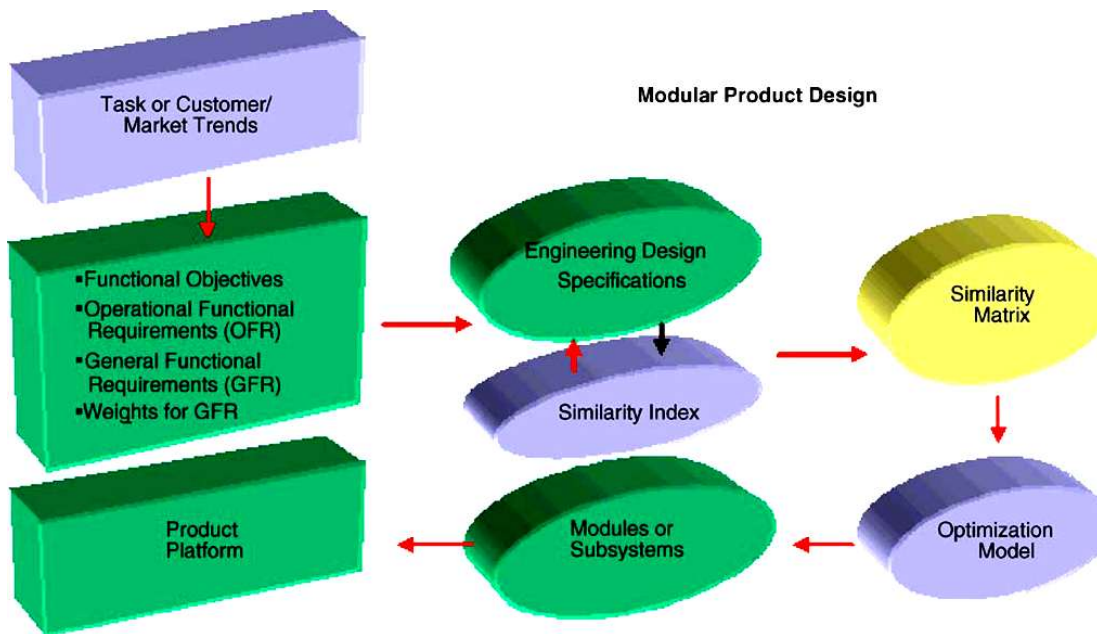 Task or Customer/
Market Trends
Modular Product Design
▪Functional Objectives
▪Operational Functional
Requirements (OFR)
▪General Functional
Requirements (GFR)
▪Weights for GFR
Engineering Design
Specifications
Similarity Index
Similarity
Matrix
Optimization
Model
Modules or
Subsystems
Product
Platform